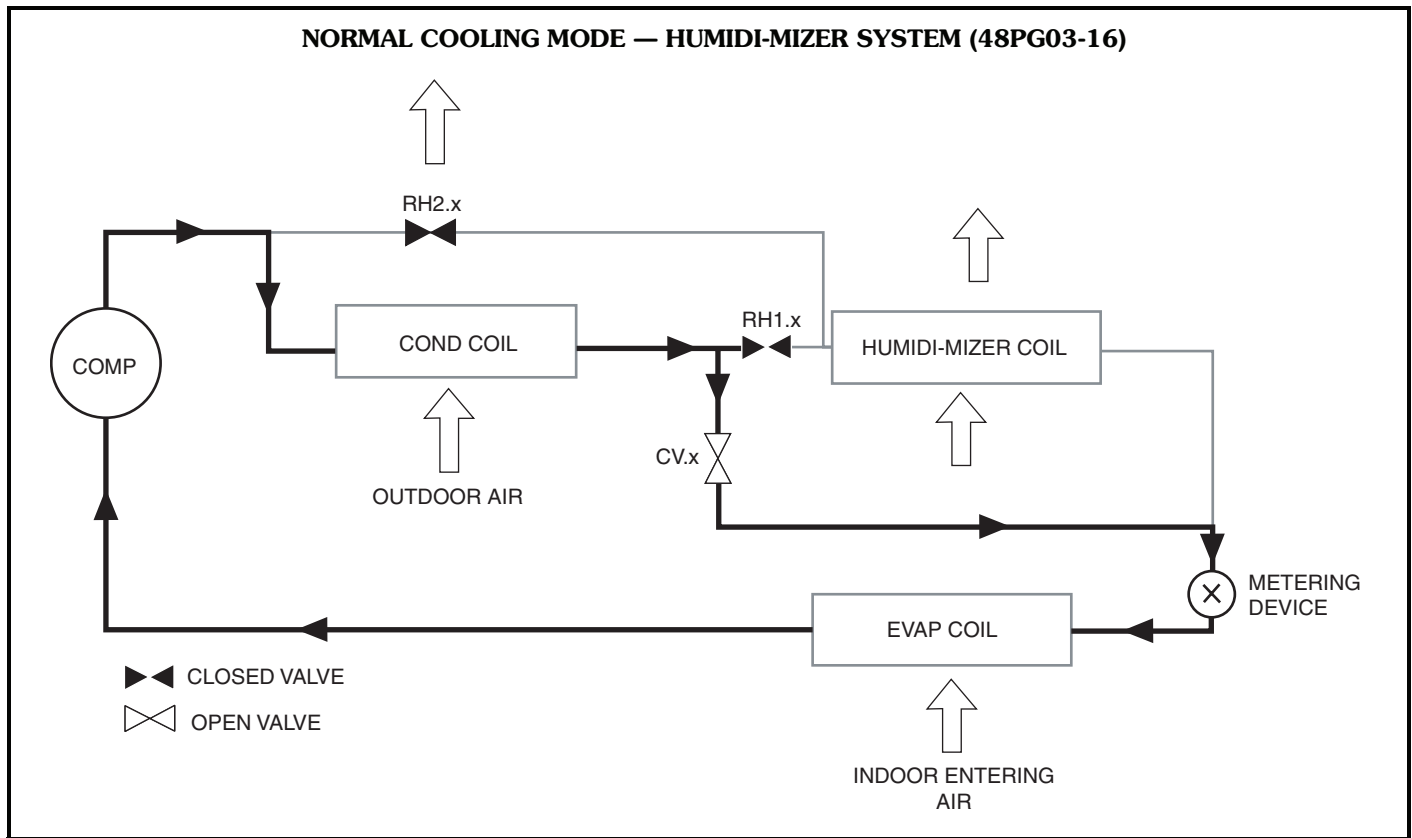 NORMAL COOLING MODE — HUMIDI-MIZER SYSTEM (48PG03-16)
RH2.x
RH1.x
COMP
COND COIL
HUMIDI-MIZER COIL
CV.x
OUTDOOR AIR
METERING
DEVICE
EVAP COIL
CLOSED VALVE
OPEN VALVE
INDOOR ENTERING
AIR